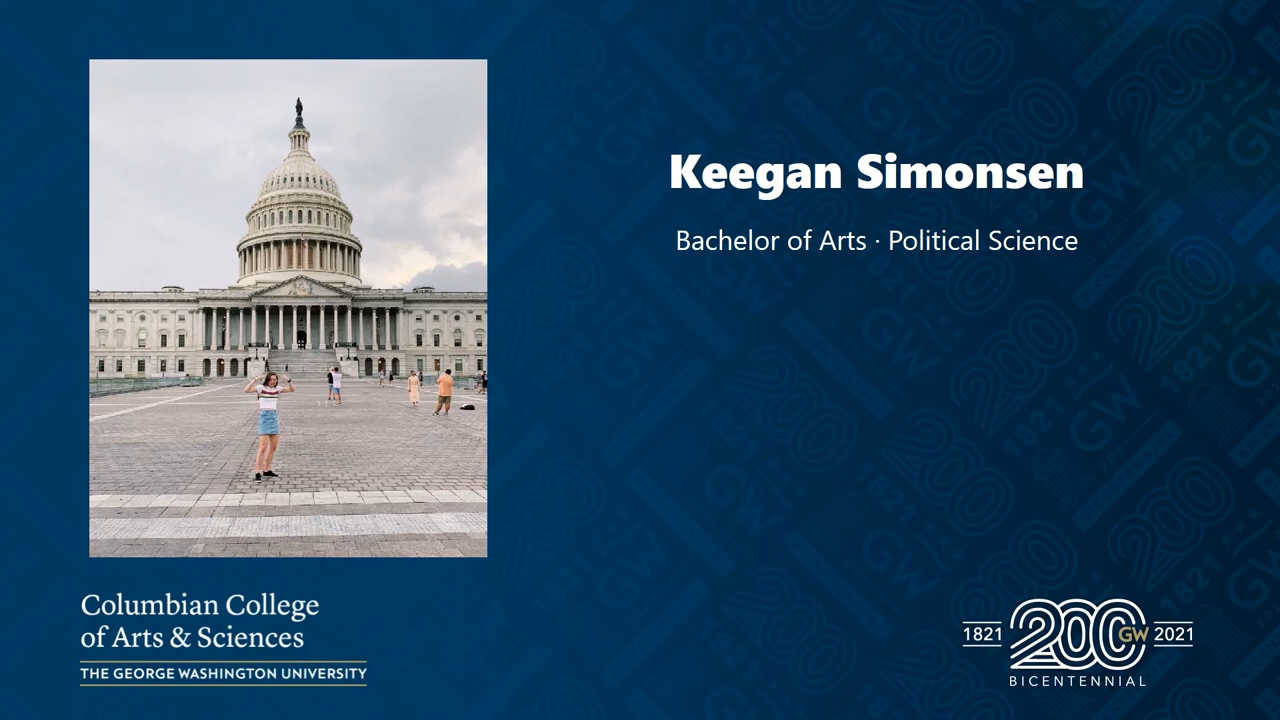 Keegan Simonsen
Bachelor of Arts · Political Science
Columbian College
of Arts & Sciences
THE GEORGE WASHINGTON UNIVERSITY
1821 200 GW 2021
BICENTENNIAL